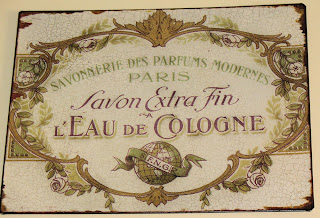 SAVONNERIE DES PARFUMS MODERNES
PARIS
Savon Extra Fin
A
L'EAU DE COLOGNE